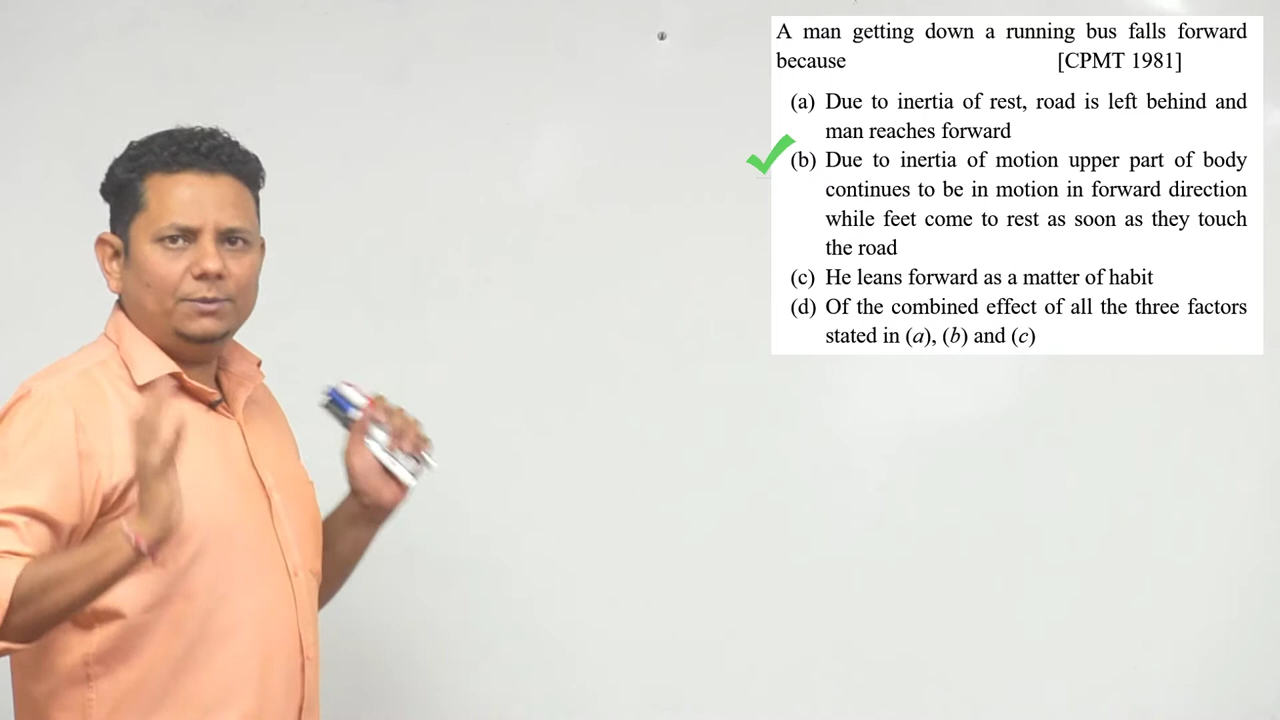 A man getting down a running bus falls forward
because [CPMT 1981]
(a) Due to inertia of rest, road is left behind and
man reaches forward
(b) Due to inertia of motion upper part of body
continues to be in motion in forward direction
while feet come to rest as soon as they touch
the road
(c) He leans forward as a matter of habit
(d) Of the combined effect of all the three factors
stated in (a), (b) and (c)